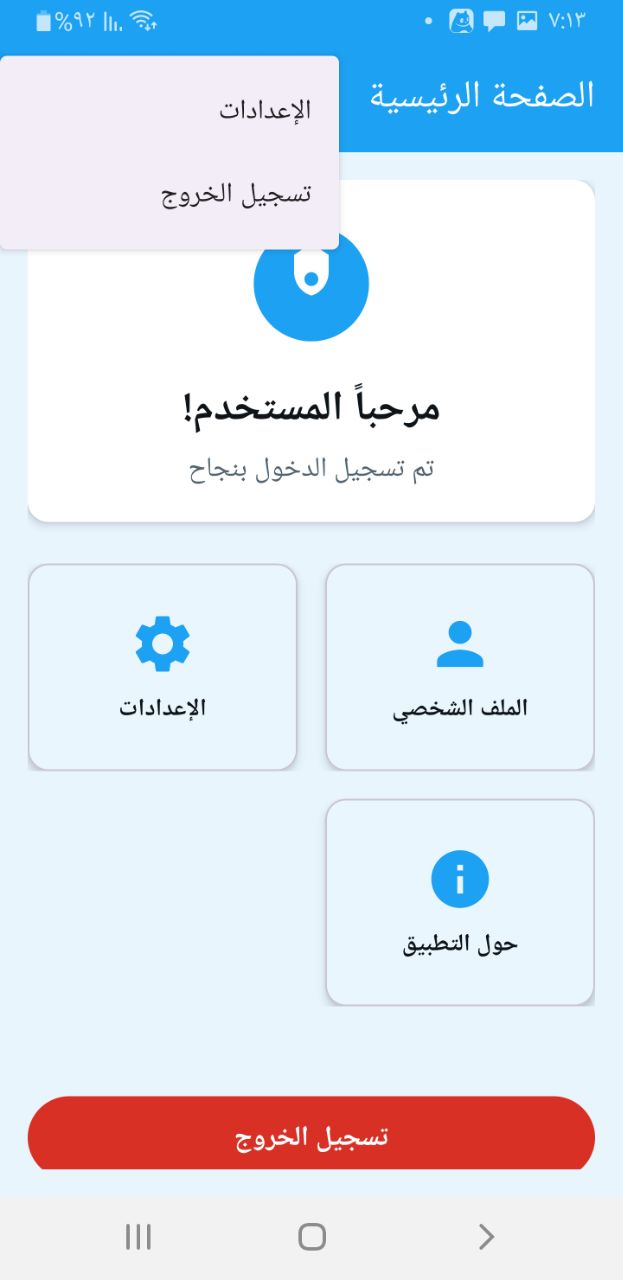 ٧:١٣
%٩٢
الصفحة الرئيسية
الإعدادات
تسجيل الخروج
مرحباً المستخدم!
تم تسجيل الدخول بنجاح
الملف الشخصي
الإعدادات
حول التطبيق
تسجيل الخروج